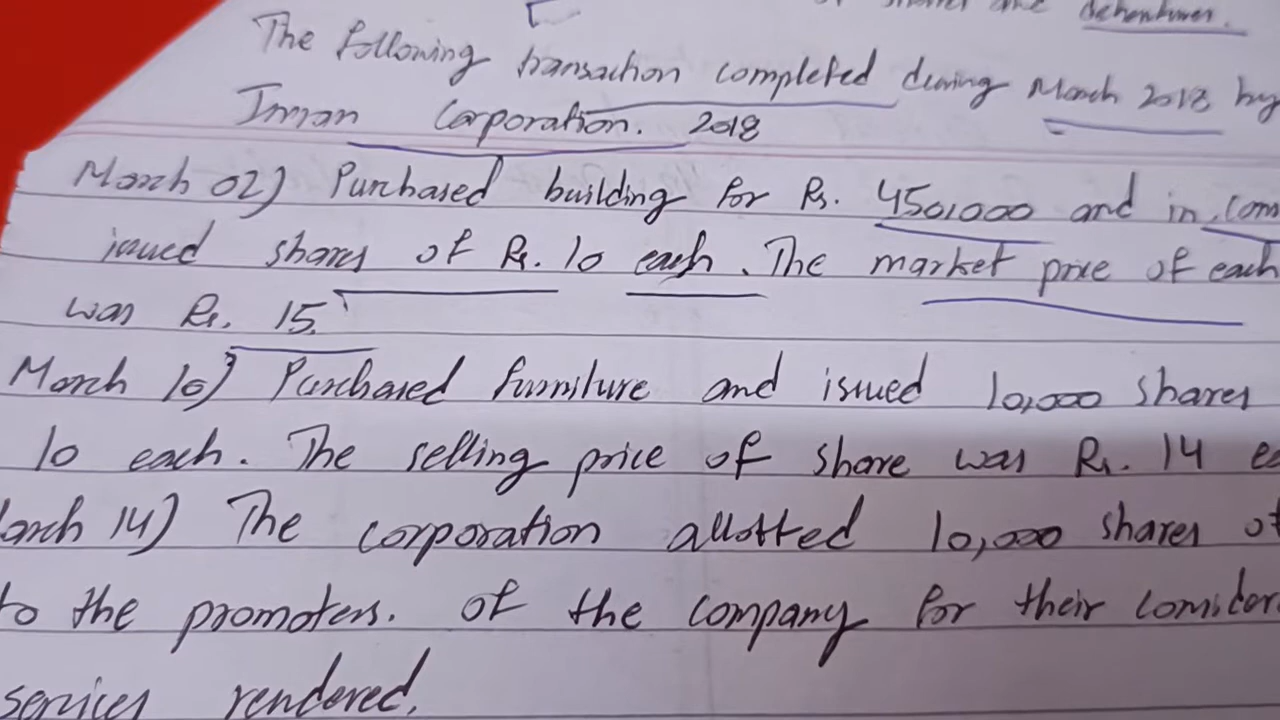 debentures.
The following transaction completed during March 2018 by
Imran Corporation. 2018
March 02) Purchased building for Rs. 450,000 and in
issued shares of Rs. 10 each. The market price of each
was Rs. 15.
March 10) Purchased furniture and issued 10,000 shares
10 each. The selling price of share was Rs. 14
March 14) The corporation allotted 10,000 shares of
to the promoters. of the company for their
services rendered.